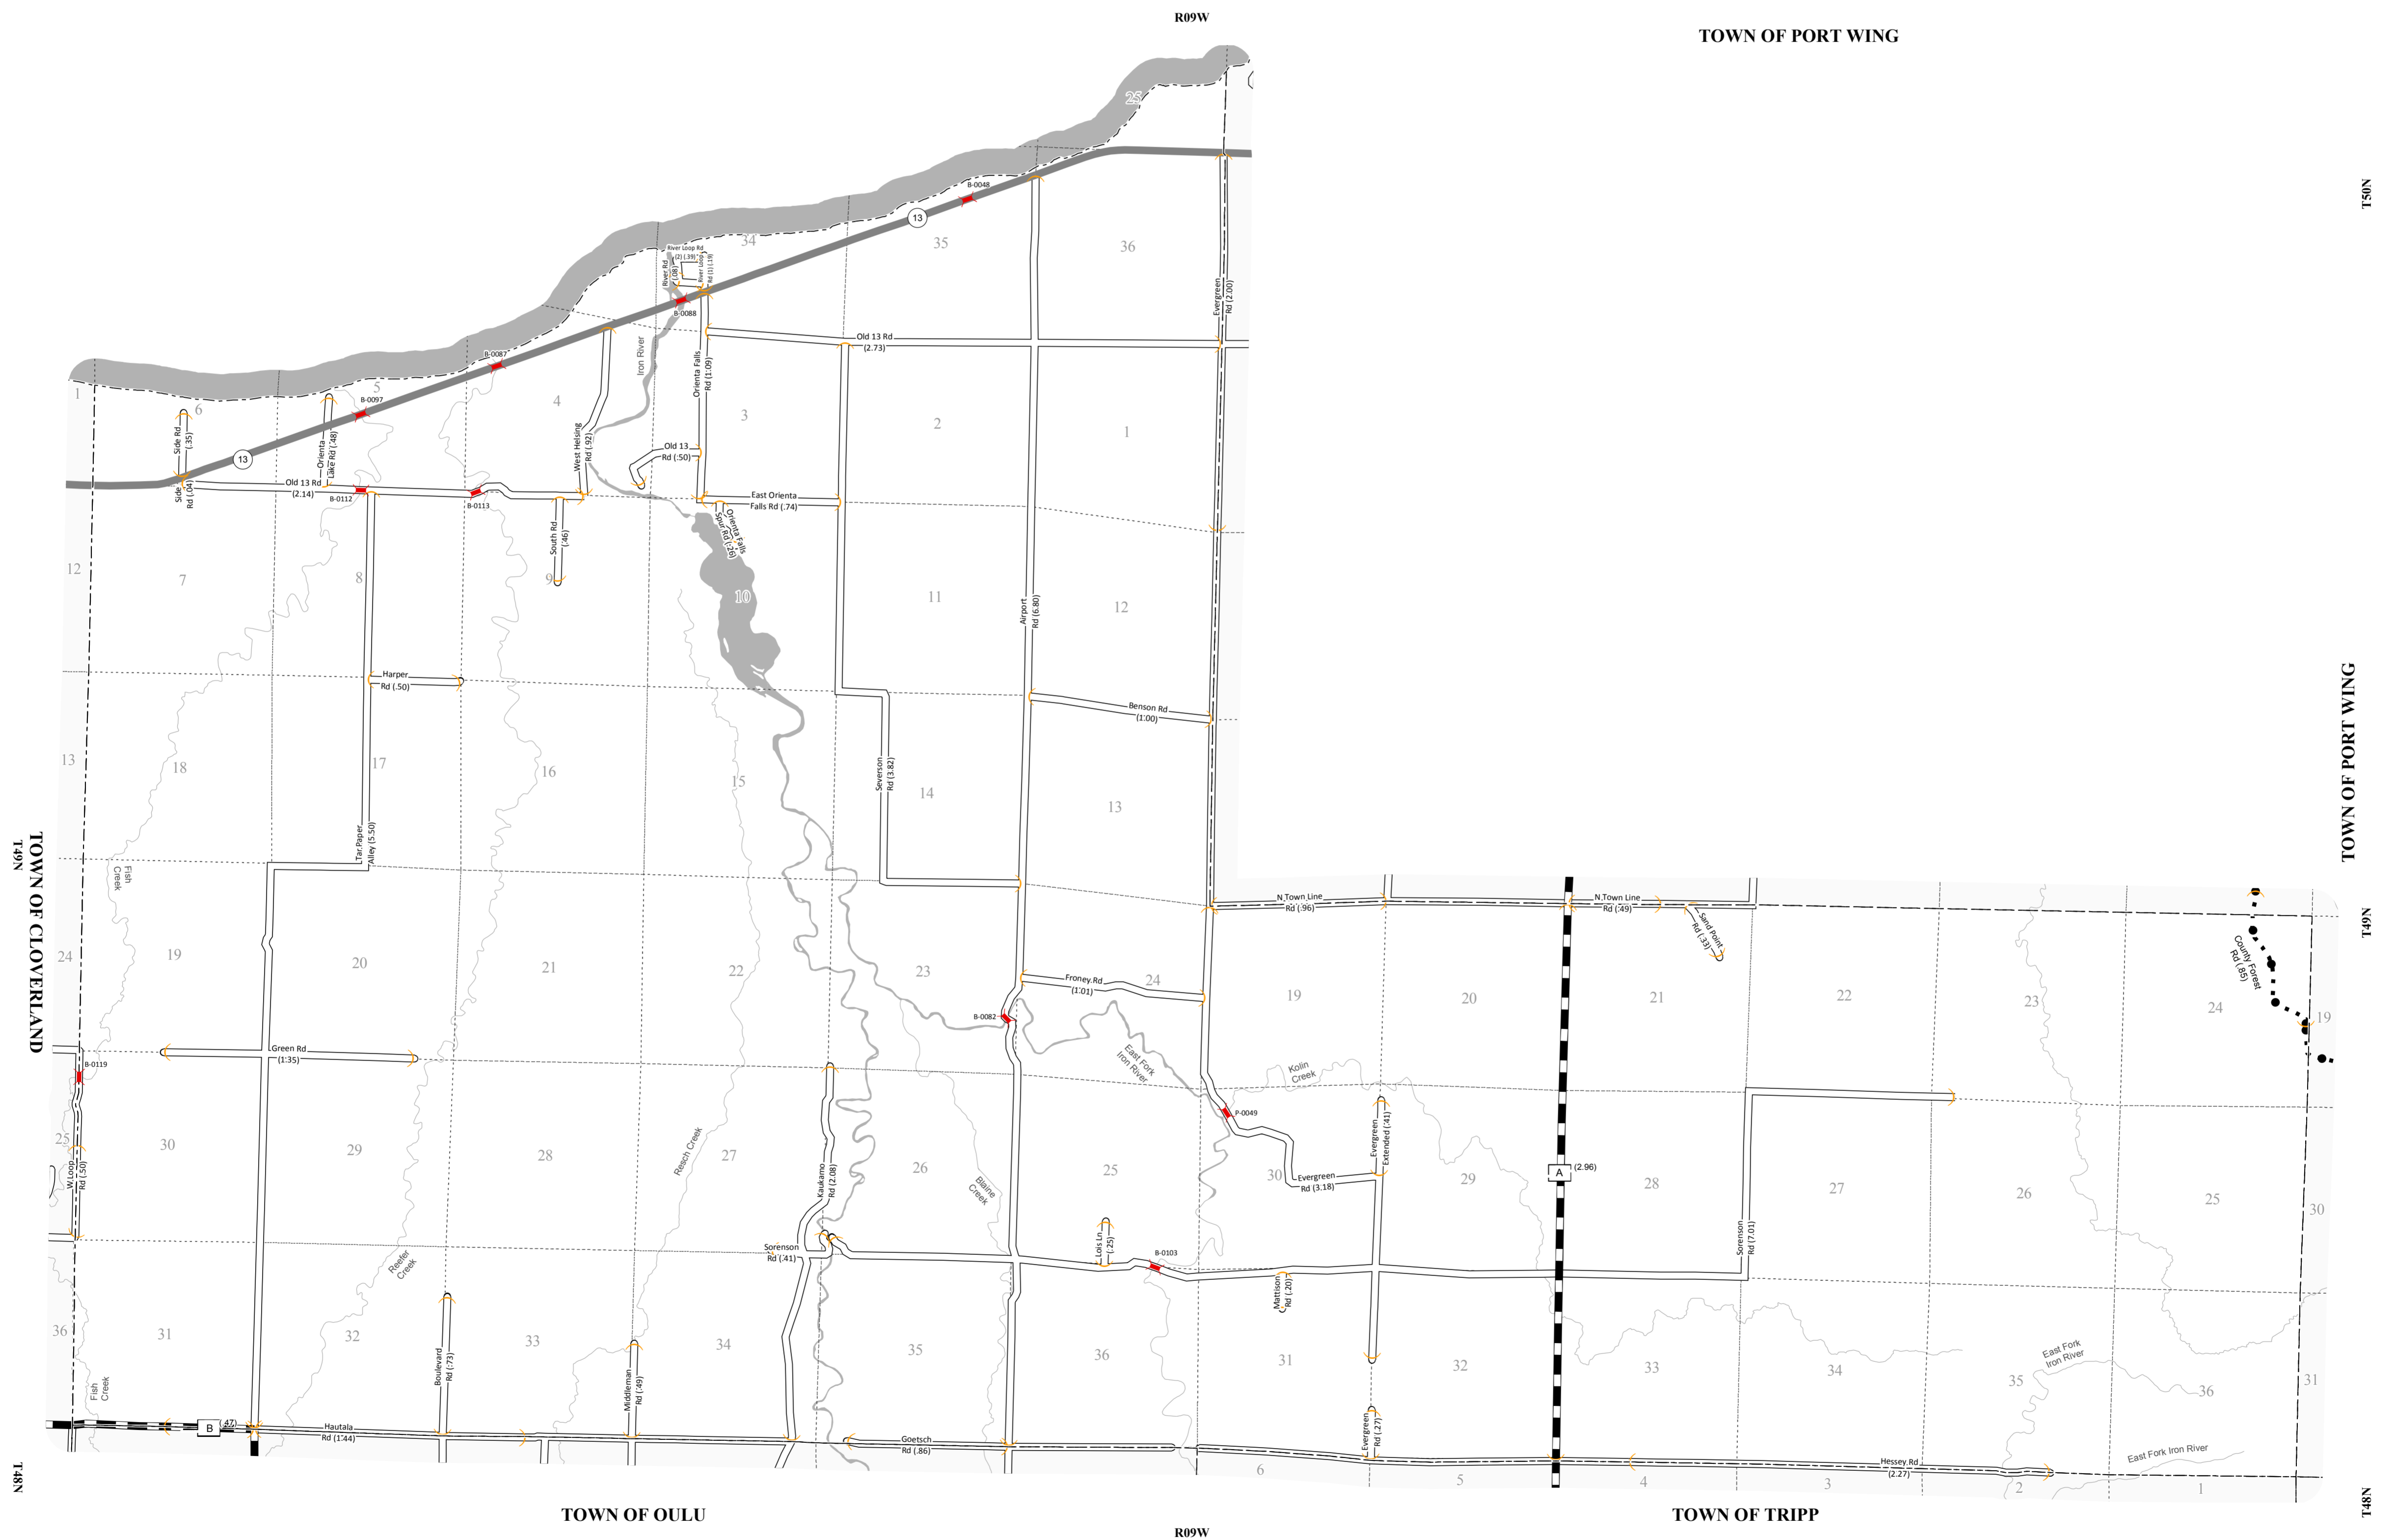 R09W
TOWN OF PORT WING
25
T50N
B-0048
13
34
35
36
River Loop Rd
(2) (.39)
River Rd
(.08)
River Loop
Rd (1) (.19)
B-0088
Evergreen
Rd (2.00)
Old 13 Rd
(2.73)
Iron River
B-0087
Orienta Falls
Rd (1.09)
1
6
5
B-0097
4
3
2
1
Side Rd
(.35)
13
Orienta
Lake Rd (.48)
West Helsing
Rd (.92)
Old 13
Rd (.50)
Side
Rd (.04)
Old 13 Rd
(2.14)
B-0112
B-0113
East Orienta
Falls Rd (.74)
Orienta Falls
Spur Rd (.26)
South Rd
(.46)
12
7
8
9
10
11
12
Airport
Rd (6.80)
Harper
Rd (.50)
Benson Rd
(1.00)
TOWN OF PORT WING
13
18
17
16
15
14
13
Severson
Rd (3.82)
Tar Paper
Alley (5.50)
T49N
TOWN OF CLOVERLAND
Fish
Creek
N Town Line
Rd (.96)
N Town Line
Rd (.49)
Sand Point
Rd (.33)
T49N
County Forest
Rd (.85)
24
19
20
21
22
23
24
19
20
21
22
23
24
19
Froney Rd
(1.01)
B-0082
East Fork
Iron River
Green Rd
(1.35)
B-0119
Kolin
Creek
P-0049
25
30
29
28
27
26
25
30
29
28
27
26
25
30
W Loop
Rd (.50)
Resch Creek
Kaukamo
Rd (2.08)
Blaine
Creek
Evergreen
Rd (3.18)
Evergreen
Extended (.41)
A
(2.96)
Sorenson
Rd (7.01)
Sorenson
Rd (.41)
Lois Ln
(.25)
B-0103
Reefer
Creek
Mattison
Rd (.20)
36
31
32
33
34
35
36
31
32
33
34
35
36
31
Boulevard
Rd (.73)
Middleman
Rd (.49)
East Fork
Iron River
Fish
Creek
B
(.47)
Hautala
Rd (1.44)
Goetsch
Rd (.86)
Evergreen
Rd (.27)
Hessey Rd
(2.27)
East Fork Iron River
6
5
4
3
2
1
T48N
T48N
TOWN OF OULU
TOWN OF TRIPP
R09W